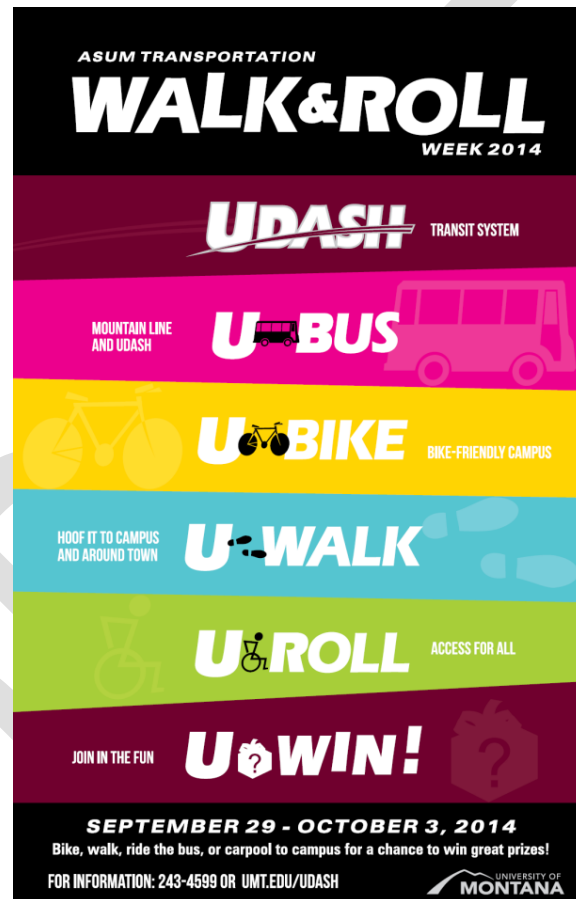 ASUM TRANSPORTATION
WALK&ROLL
WEEK 2014
UDASH TRANSIT SYSTEM
MOUNTAIN LINE
AND UDASH
U BUS
U BIKE BIKE-FRIENDLY CAMPUS
HOOF IT TO CAMPUS
AND AROUND TOWN
U WALK
U ROLL ACCESS FOR ALL
JOIN IN THE FUN U ? WIN!
?
SEPTEMBER 29 - OCTOBER 3, 2014
Bike, walk, ride the bus, or carpool to campus for a chance to win great prizes!
FOR INFORMATION: 243-4599 OR UMT.EDU/UDASH
UNIVERSITY OF
MONTANA